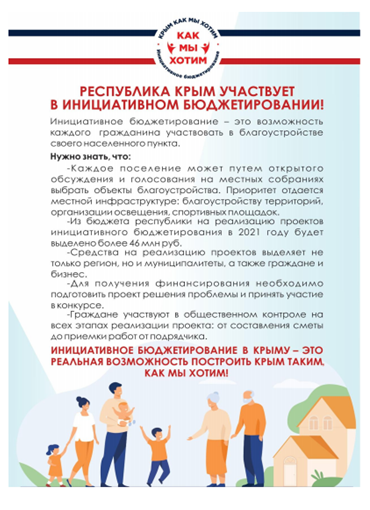 КРЫМ КАК МЫ ХОТИМ
КАК
МЫ
ХОТИМ
Инициативное бюджетирование
РЕСПУБЛИКА КРЫМ УЧАСТВУЕТ
В ИНИЦИАТИВНОМ БЮДЖЕТИРОВАНИИ!
Инициативное бюджетирование – это возможность
каждого гражданина участвовать в благоустройстве
своего населенного пункта.
Нужно знать, что:
-Каждое поселение может путем открытого
обсуждения и голосования на местных собраниях
выбрать объекты благоустройства. Приоритет отдается
местной инфраструктуре: благоустройству территорий,
организации освещения, спортивных площадок.
-Из бюджета республики на реализацию проектов
инициативного бюджетирования в 2021 году будет
выделено более 46 млн руб.
-Средства на реализацию проектов выделяет не
только регион, но и муниципалитеты, а также граждане и
бизнес.
-Для получения финансирования необходимо
подготовить проект решения проблемы и принять участие
в конкурсе.
-Граждане участвуют в общественном контроле на
всех этапах реализации проекта: от составления сметы
до приемки работ от подрядчика.
ИНИЦИАТИВНОЕ БЮДЖЕТИРОВАНИЕ В КРЫМУ – ЭТО
РЕАЛЬНАЯ ВОЗМОЖНОСТЬ ПОСТРОИТЬ КРЫМ ТАКИМ,
КАК МЫ ХОТИМ!